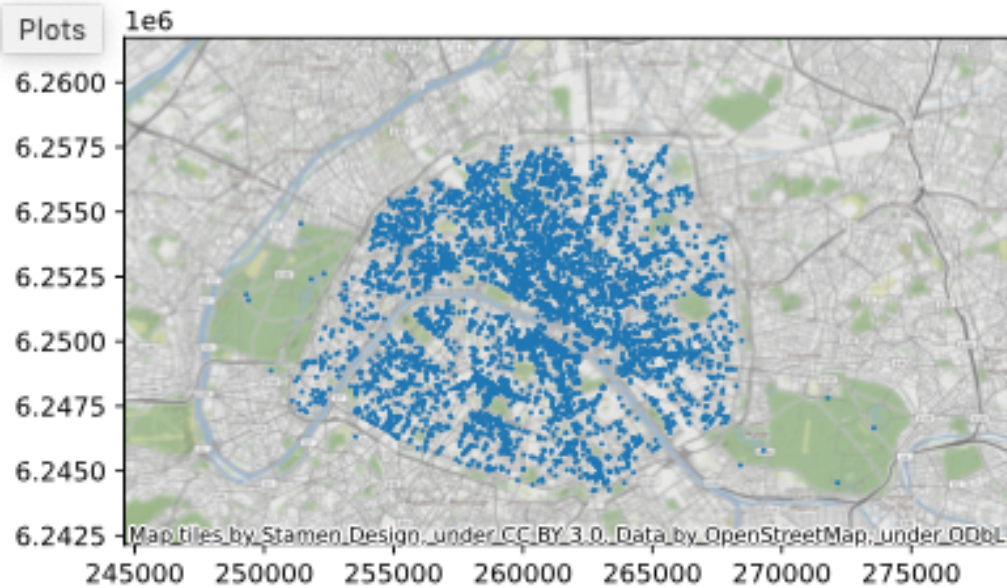 Plots
1e6
6.2600
6.2575
6.2550
6.2525
6.2500
6.2475
6.2450
6.2425
Map tiles by Stamen Design, under CC BY 3.0. Data by OpenStreetMap, under ODbL
245000 250000 255000 260000 265000 270000 275000